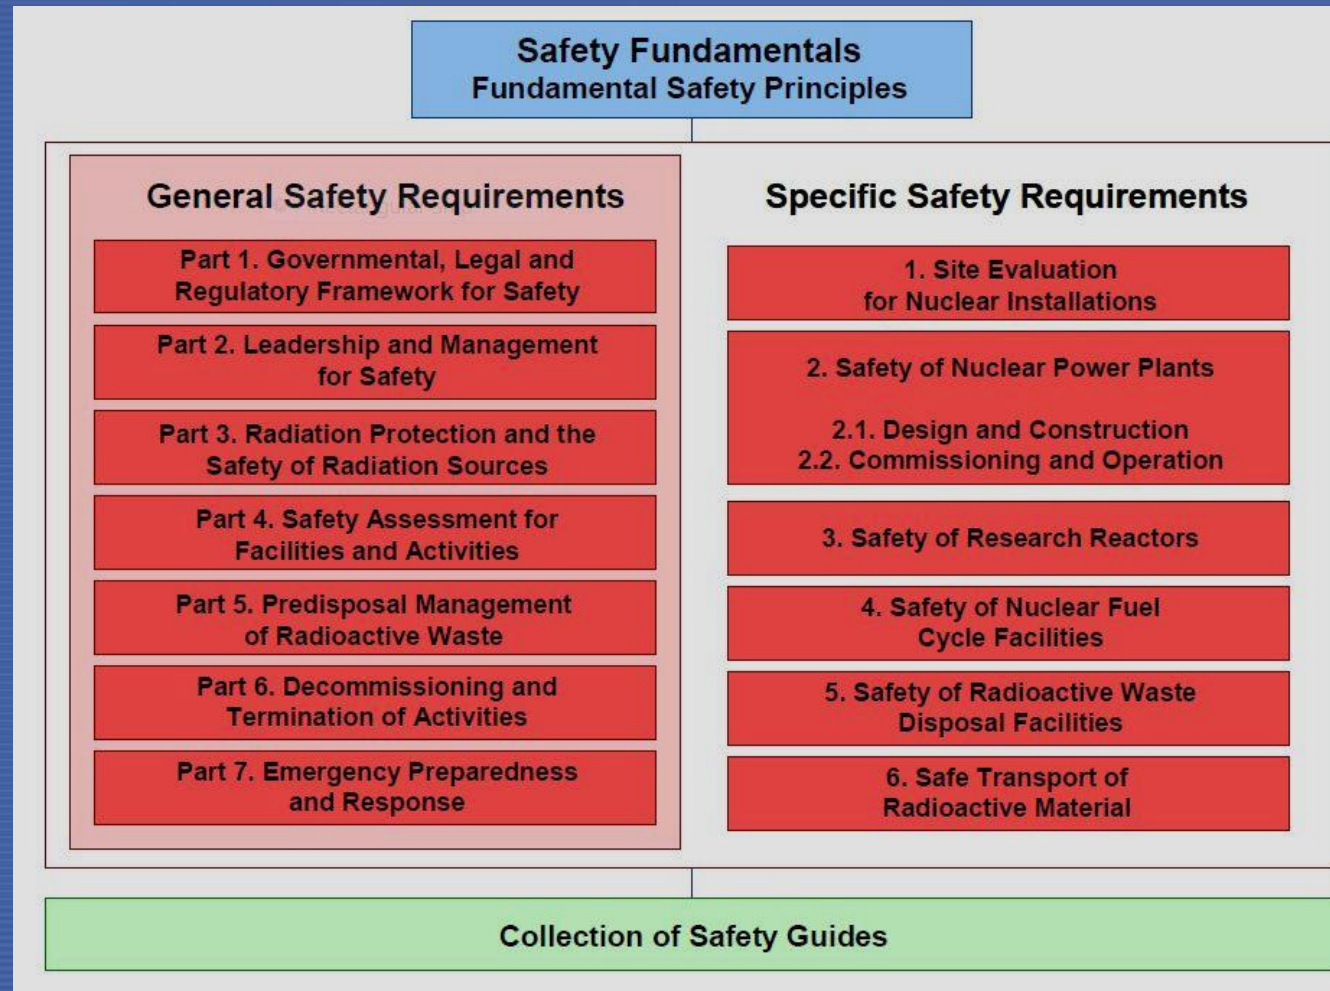 Safety Fundamentals
Fundamental Safety Principles
General Safety Requirements
Part 1. Governmental, Legal and
Regulatory Framework for Safety
Part 2. Leadership and Management
for Safety
Part 3. Radiation Protection and the
Safety of Radiation Sources
Part 4. Safety Assessment for
Facilities and Activities
Part 5. Predisposal Management
of Radioactive Waste
Part 6. Decommissioning and
Termination of Activities
Part 7. Emergency Preparedness
and Response
Specific Safety Requirements
1. Site Evaluation
for Nuclear Installations
2. Safety of Nuclear Power Plants
2.1. Design and Construction
2.2. Commissioning and Operation
3. Safety of Research Reactors
4. Safety of Nuclear Fuel
Cycle Facilities
5. Safety of Radioactive Waste
Disposal Facilities
6. Safe Transport of
Radioactive Material
Collection of Safety Guides